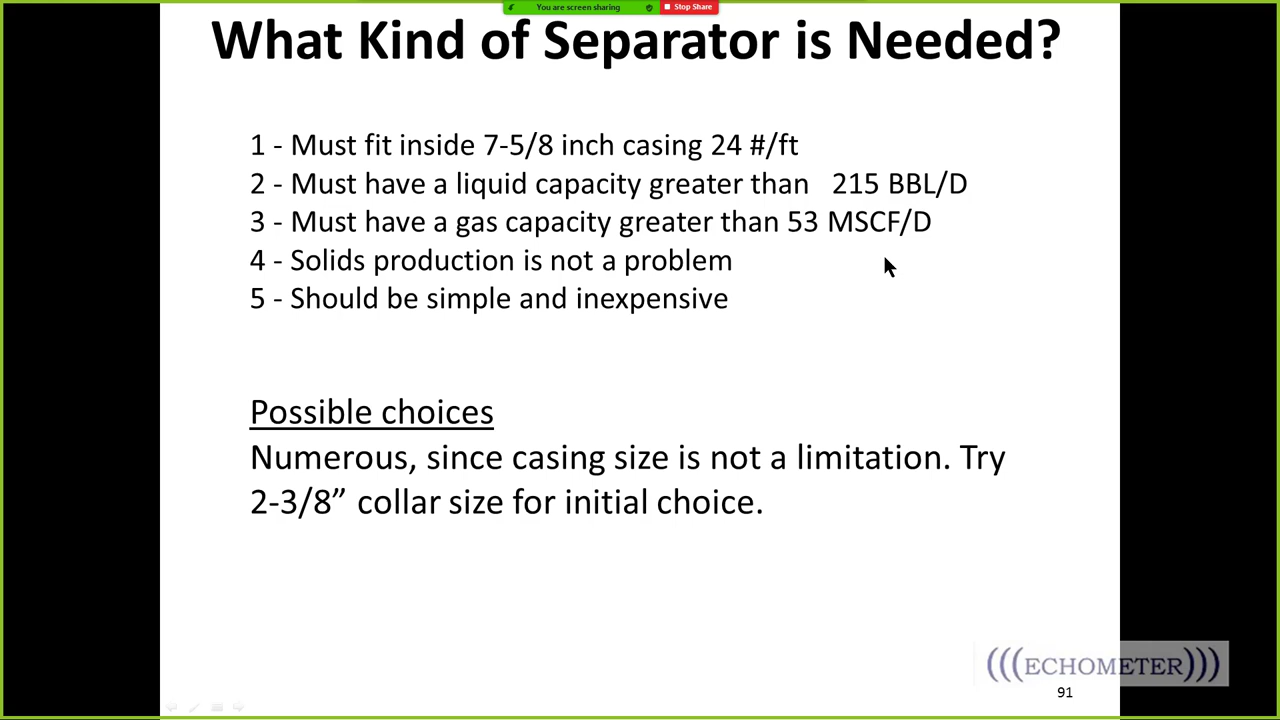 You are screen sharing
Stop Share
What Kind of Separator is Needed?
1 - Must fit inside 7-5/8 inch casing 24 #/ft
2 - Must have a liquid capacity greater than 215 BBL/D
3 - Must have a gas capacity greater than 53 MSCF/D
4 - Solids production is not a problem
5 - Should be simple and inexpensive
Possible choices
Numerous, since casing size is not a limitation. Try
2-3/8” collar size for initial choice.
(((ECHOMETER)))
91